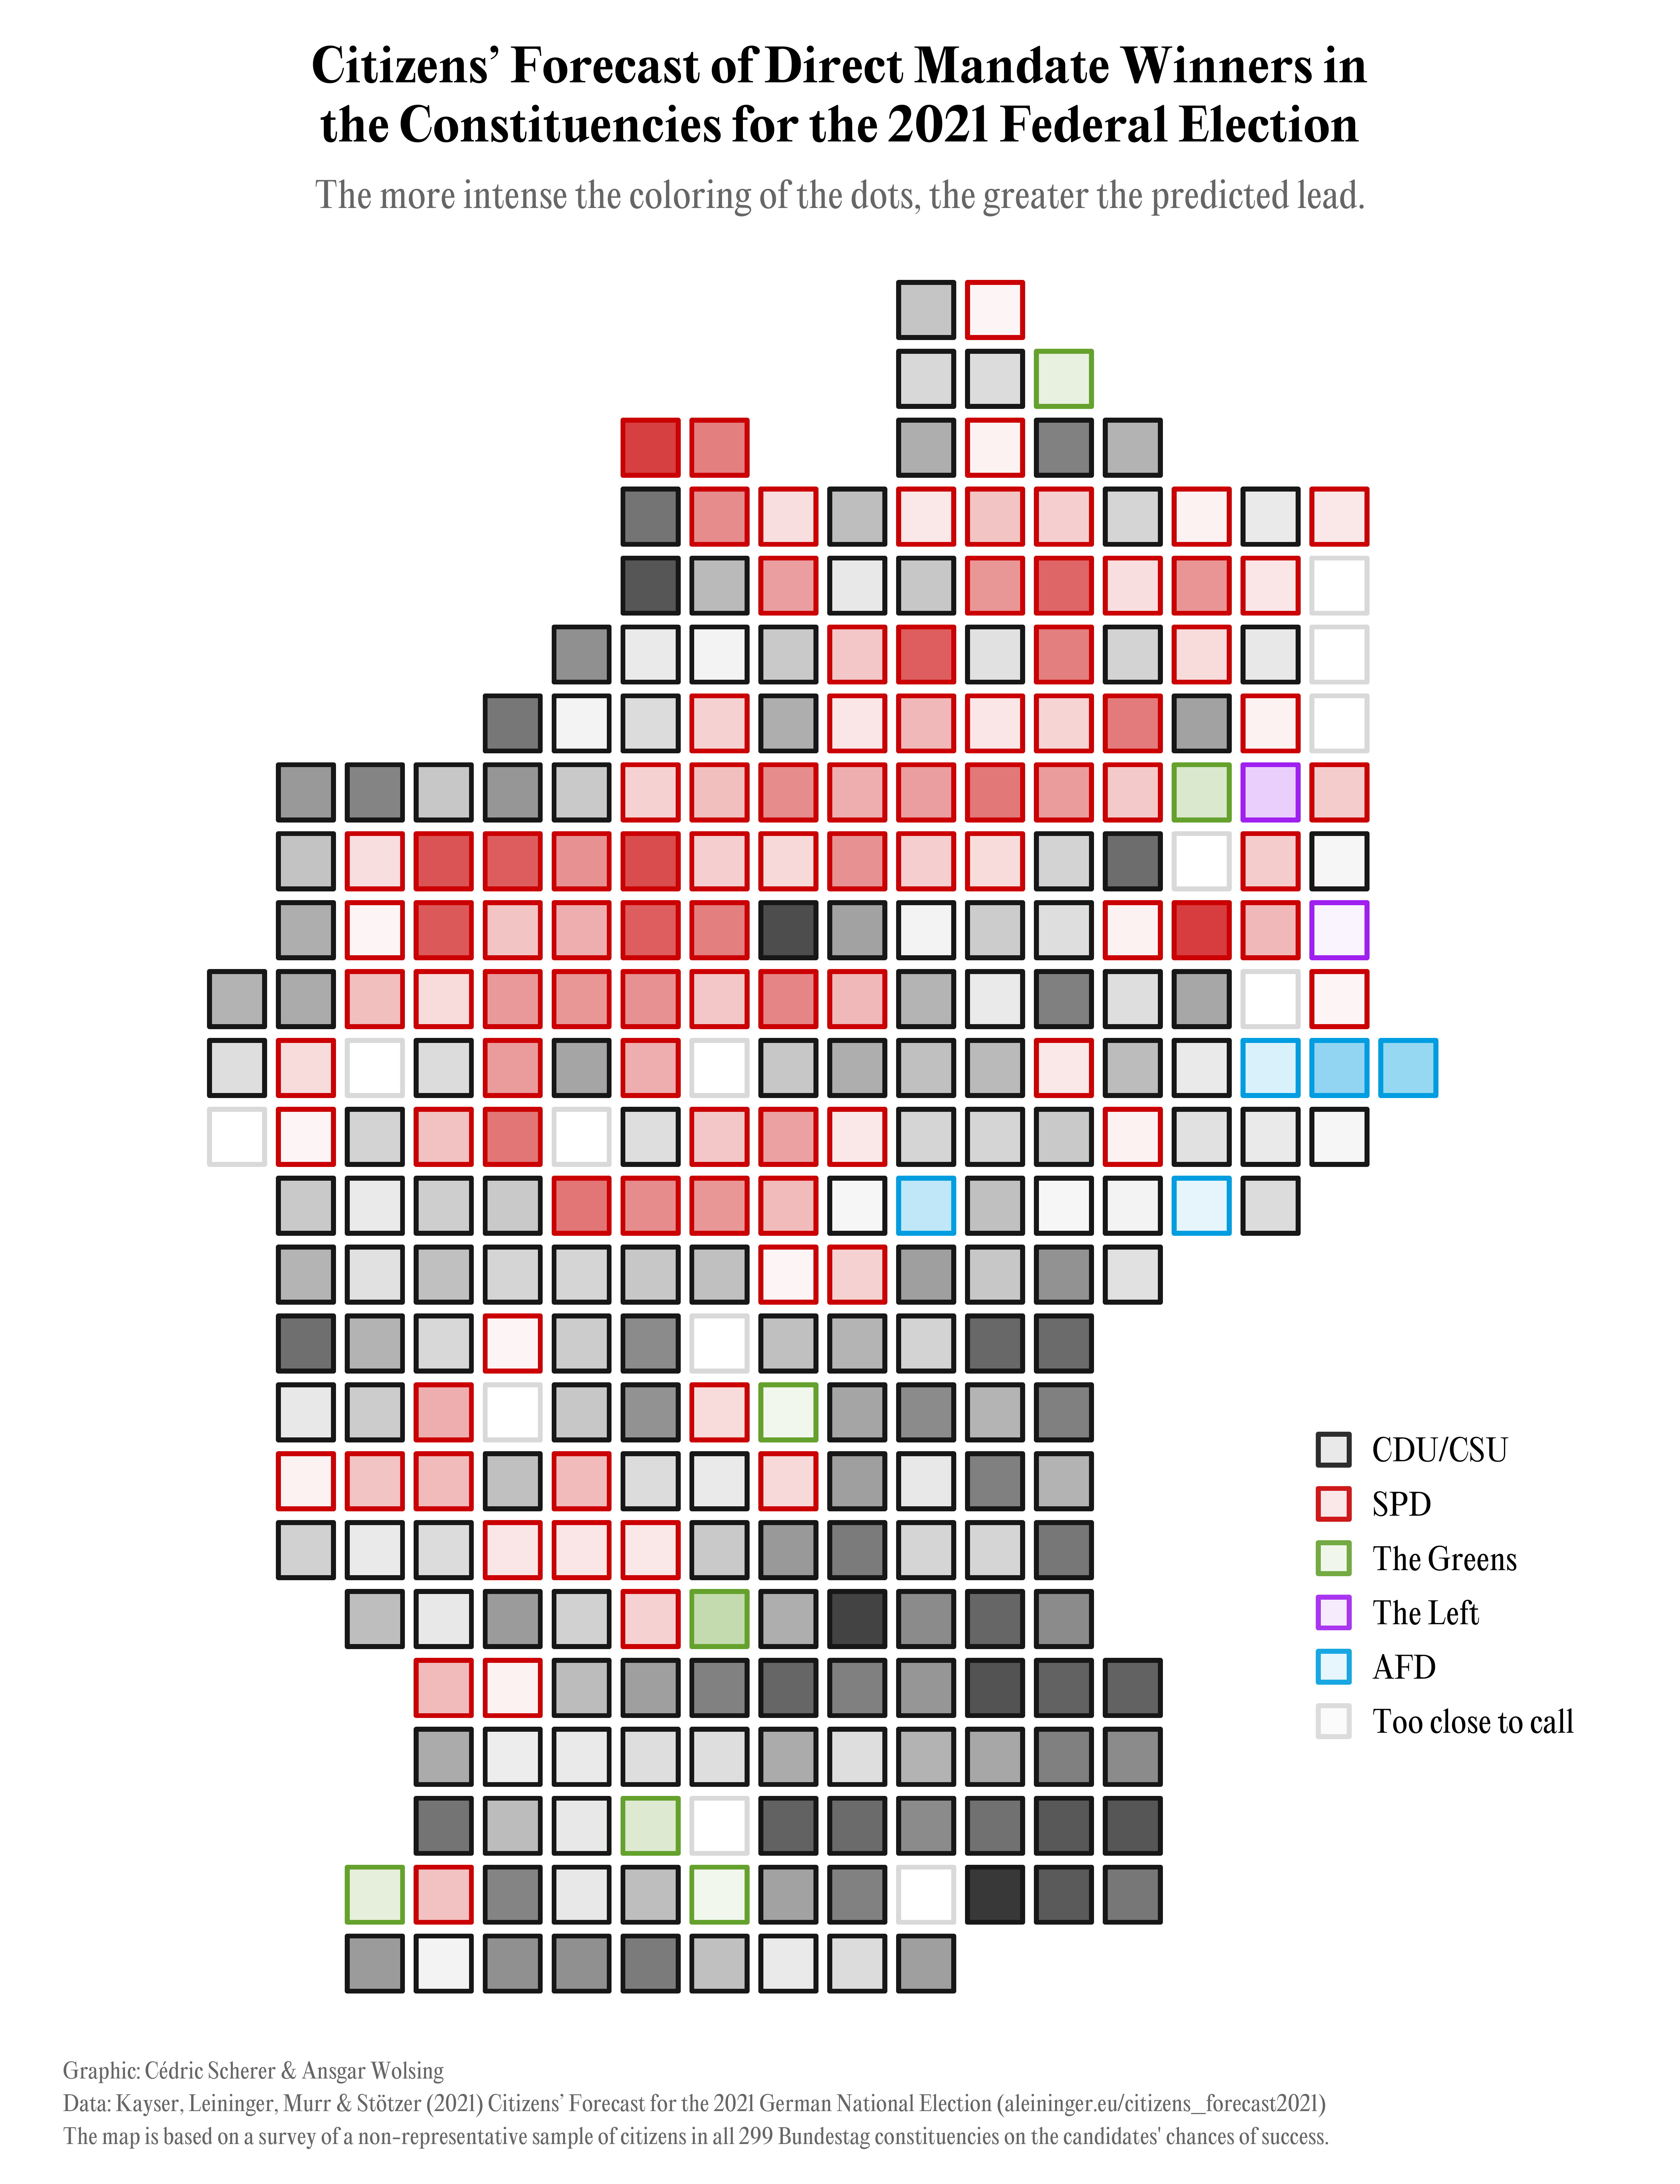 Citizens’ Forecast of Direct Mandate Winners in
the Constituencies for the 2021 Federal Election
The more intense the coloring of the dots, the greater the predicted lead.
CDU/CSU
SPD
The Greens
The Left
AFD
Too close to call
Graphic: Cédric Scherer & Ansgar Wolsing
Data: Kayser, Leininger, Murr & Stötzer (2021) Citizens’ Forecast for the 2021 German National Election (aleininger.eu/citizens_forecast2021)
The map is based on a survey of a non-representative sample of citizens in all 299 Bundestag constituencies on the candidates' chances of success.